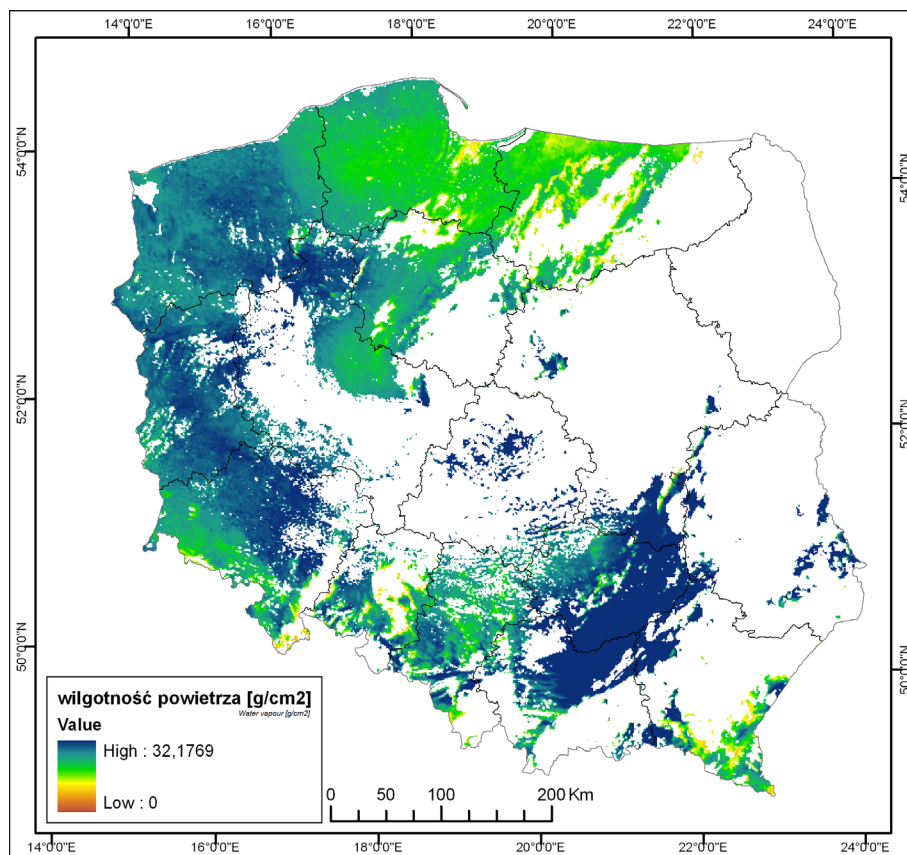 14°0'0"E 16°0'0"E 18°0'0"E 20°0'0"E 22°0'0"E 24°0'0"E
54°0'0"N 54°0'0"N
52°0'0"N 52°0'0"N
50°0'0"N 50°0'0"N
wilgotność powietrza [g/cm2]
Water vapour [g/cm2]
Value
High : 32,1769
Low : 0
0 50 100 200 Km
14°0'0"E 16°0'0"E 18°0'0"E 20°0'0"E 22°0'0"E 24°0'0"E